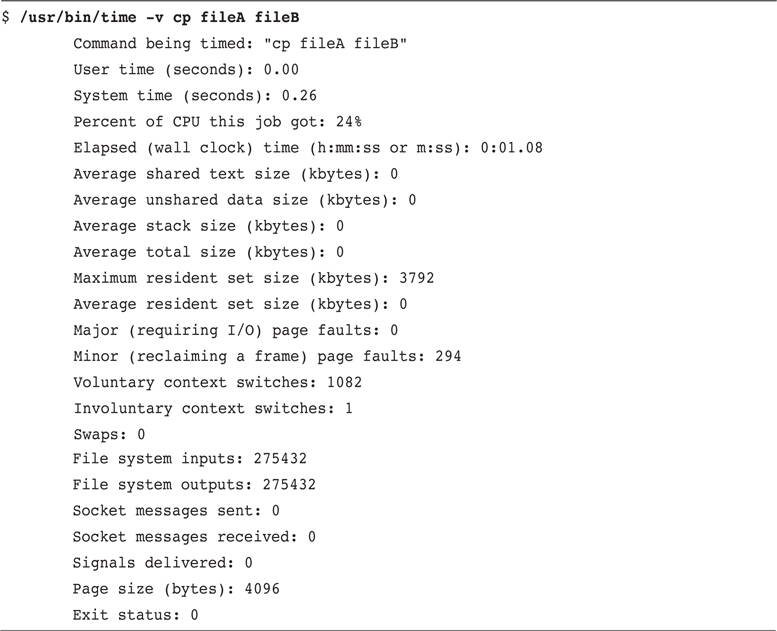 $ /usr/bin/time -v cp fileA fileB
Command being timed: "cp fileA fileB"
User time (seconds): 0.00
System time (seconds): 0.26
Percent of CPU this job got: 24%
Elapsed (wall clock) time (h:mm:ss or m:ss): 0:01.08
Average shared text size (kbytes): 0
Average unshared data size (kbytes): 0
Average stack size (kbytes): 0
Average total size (kbytes): 0
Maximum resident set size (kbytes): 3792
Average resident set size (kbytes): 0
Major (requiring I/O) page faults: 0
Minor (reclaiming a frame) page faults: 294
Voluntary context switches: 1082
Involuntary context switches: 1
Swaps: 0
File system inputs: 275432
File system outputs: 275432
Socket messages sent: 0
Socket messages received: 0
Signals delivered: 0
Page size (bytes): 4096
Exit status: 0